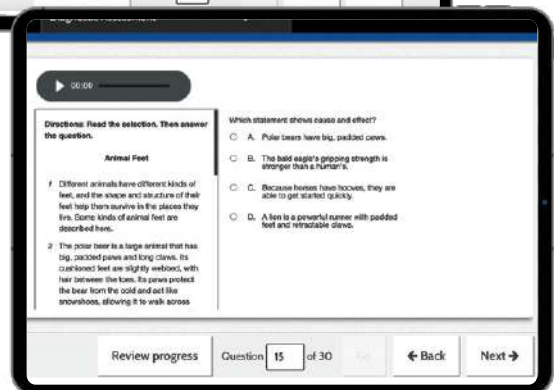 Diagnostic Assessment
00:00
Directions: Read the selection. Then answer
the question.
Animal Feet
1 Different animals have different kinds of
feet, and the shape and structure of their
feet help them survive in the places they
live. Some kinds of animal feet are
described here.
2 The polar bear is a large animal that has
big, padded paws and long claws. Its
cushioned feet are slightly webbed, with
hair between the toes. Its paws protect
the bear from the cold and act like
snowshoes, allowing it to walk across
Which statement shows cause and effect?
A. Polar bears have big, padded paws.
B. The bald eagle's gripping strength is
stronger than a human's.
C. Because horses have hooves, they are
able to get started quickly.
D. A lion is a powerful runner with padded
feet and retractable claws.
Review progress
Question 15 of 30
Go
← Back
Next →